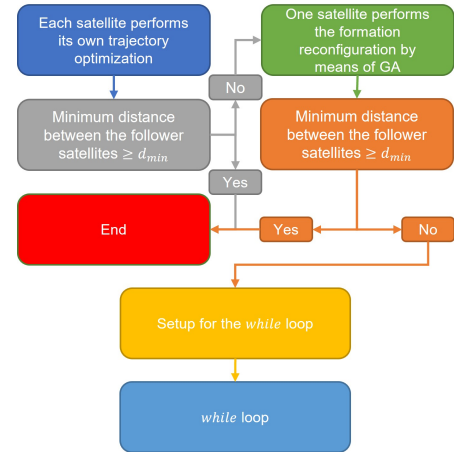 Each satellite performs
its own trajectory
optimization
One satellite performs
the formation
reconfiguration by
means of GA
No
Minimum distance
between the follower
satellites ≥ d_min
Minimum distance
between the follower
satellites ≥ d_min
Yes
End
Yes
No
Setup for the while loop
while loop